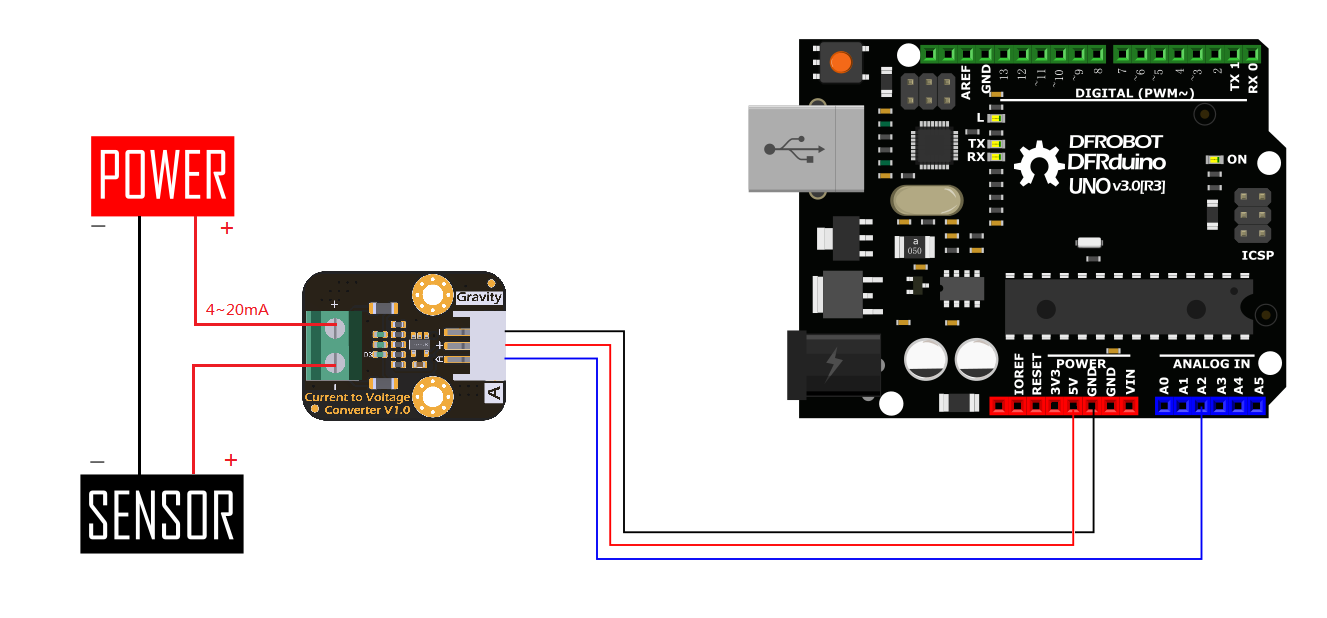 POWER
− +
4~20mA
− +
SENSOR
+
Gravity
−
+
A
-
Current to Voltage
Converter V1.0
A
AREF
GND
13
12
~11
~10
~9
8
7
~6
~5
4
~3
2
TX 1
RX 0
DIGITAL (PWM~)
L
TX
RX
DFROBOT
DFRduino
UNO v3.0[R3]
ON
ICSP
a
050
POWER
ANALOG IN
IOREF
RESET
3V3
5V
GND
GND
VIN
A0
A1
A2
A3
A4
A5